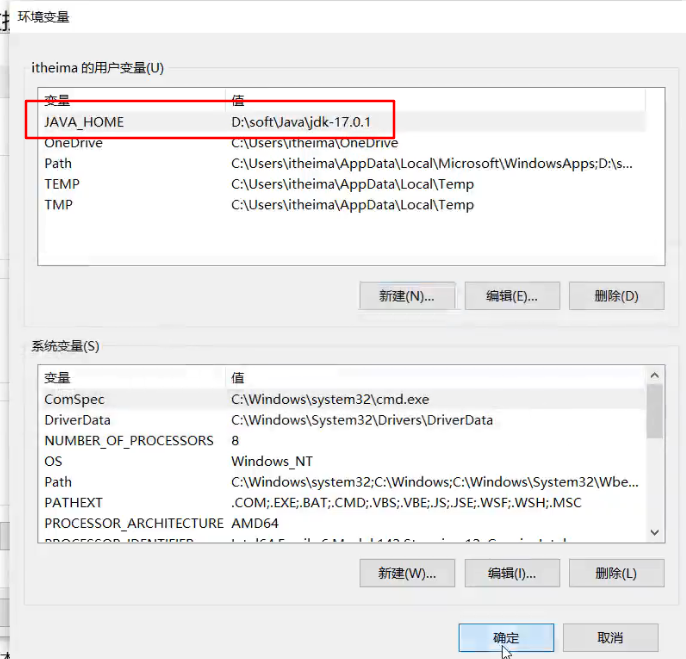 环境变量
itheima 的用户变量(U)
变量 值
JAVA_HOME D:\soft\Java\jdk-17.0.1
OneDrive C:\Users\itheima\OneDrive
Path C:\Users\itheima\AppData\Local\Microsoft\WindowsApps;D:\s...
TEMP C:\Users\itheima\AppData\Local\Temp
TMP C:\Users\itheima\AppData\Local\Temp
新建(N)... 编辑(E)... 删除(D)
系统变量(S)
变量 值
ComSpec C:\Windows\system32\cmd.exe
DriverData C:\Windows\System32\Drivers\DriverData
NUMBER_OF_PROCESSORS 8
OS Windows_NT
Path C:\Windows\system32;C:\Windows;C:\Windows\System32\Wbe...
PATHEXT .COM;.EXE;.BAT;.CMD;.VBS;.VBE;.JS;.JSE;.WSF;.WSH;.MSC
PROCESSOR_ARCHITECTURE AMD64
新建(W)... 编辑(I)... 删除(L)
确定 取消